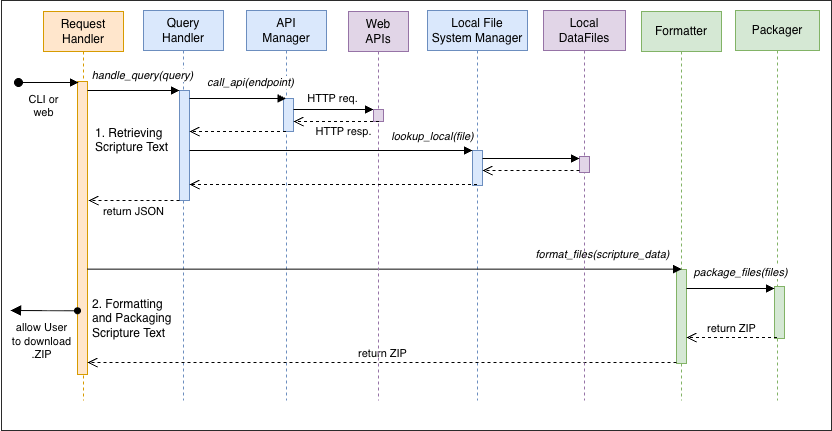 Request
Handler
Query
Handler
API
Manager
Web
APIs
Local File
System Manager
Local
DataFiles
Formatter
Packager
handle_query(query)
call_api(endpoint)
HTTP req.
CLI or
web
HTTP resp.
1. Retrieving
Scripture Text
lookup_local(file)
return JSON
format_files(scripture_data)
package_files(files)
2. Formatting
and Packaging
Scripture Text
allow User
to download
.ZIP
return ZIP
return ZIP